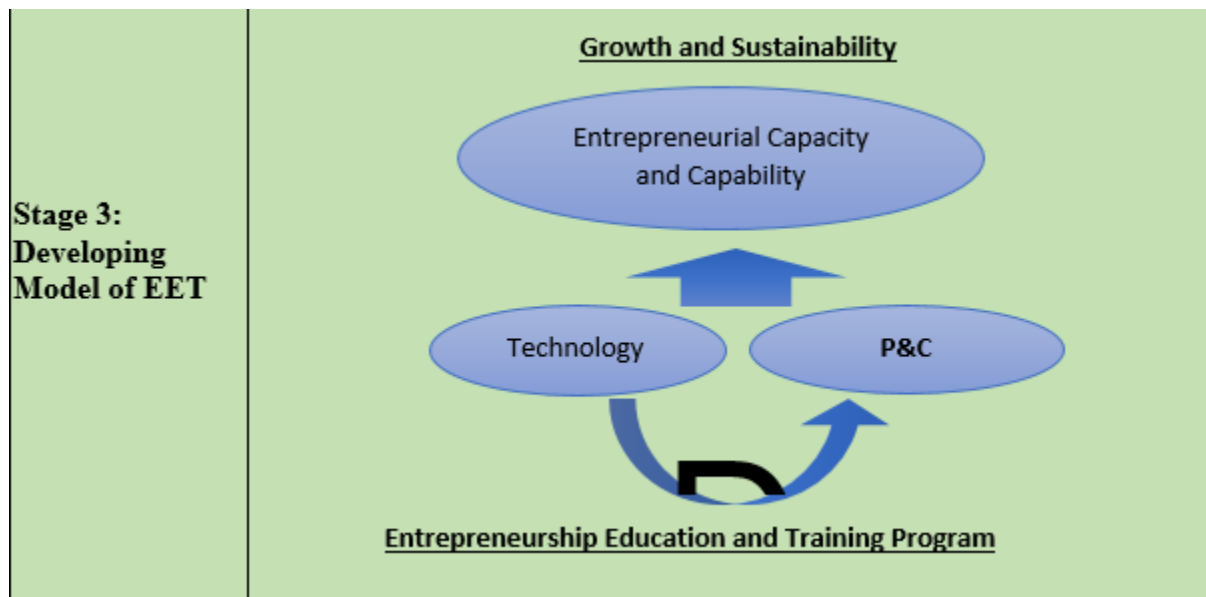 Growth and Sustainability
Entrepreneurial Capacity
and Capability
Stage 3:
Developing
Model of EET
Technology
P&C
Entrepreneurship Education and Training Program